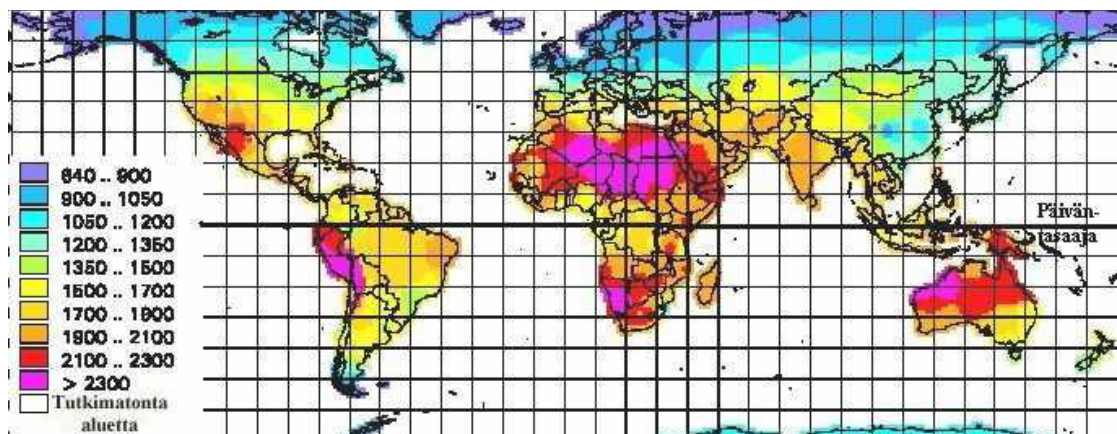 640 .. 900
900 .. 1050
1050 .. 1200
1200 .. 1350
1350 .. 1500
1500 .. 1700
1700 .. 1900
1900 .. 2100
2100 .. 2300
> 2300
Tutkimatonta
aluetta
Päivän-
tasaaja